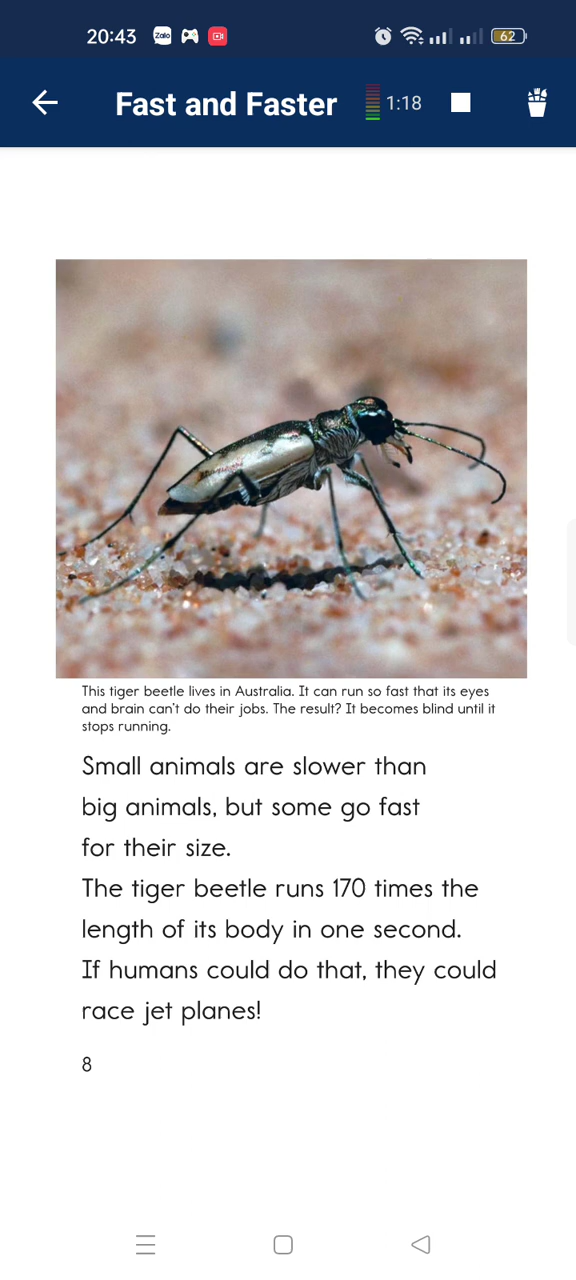 20:43
Zalo
62
Fast and Faster
1:18
This tiger beetle lives in Australia. It can run so fast that its eyes
and brain can't do their jobs. The result? It becomes blind until it
stops running.
Small animals are slower than
big animals, but some go fast
for their size.
The tiger beetle runs 170 times the
length of its body in one second.
If humans could do that, they could
race jet planes!
8